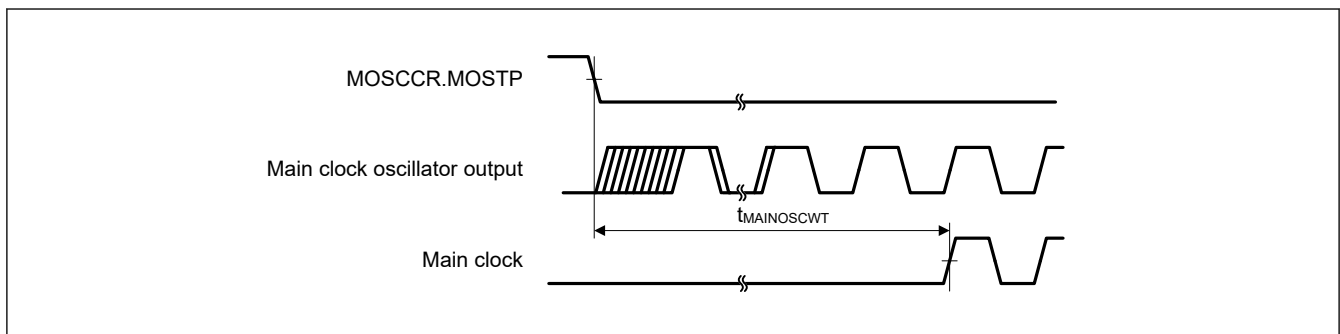 MOSCCR.MOSTP
Main clock oscillator output
tMAINOSCWT
Main clock